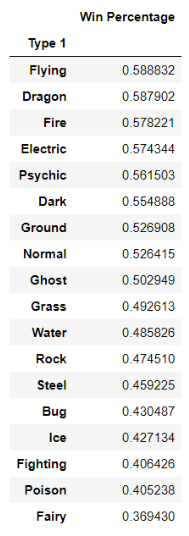 Win Percentage
Type 1
Flying 0.588832
Dragon 0.587902
Fire 0.578221
Electric 0.574344
Psychic 0.561503
Dark 0.554888
Ground 0.526908
Normal 0.526415
Ghost 0.502949
Grass 0.492613
Water 0.485826
Rock 0.474510
Steel 0.459225
Bug 0.430487
Ice 0.427134
Fighting 0.406426
Poison 0.405238
Fairy 0.369430